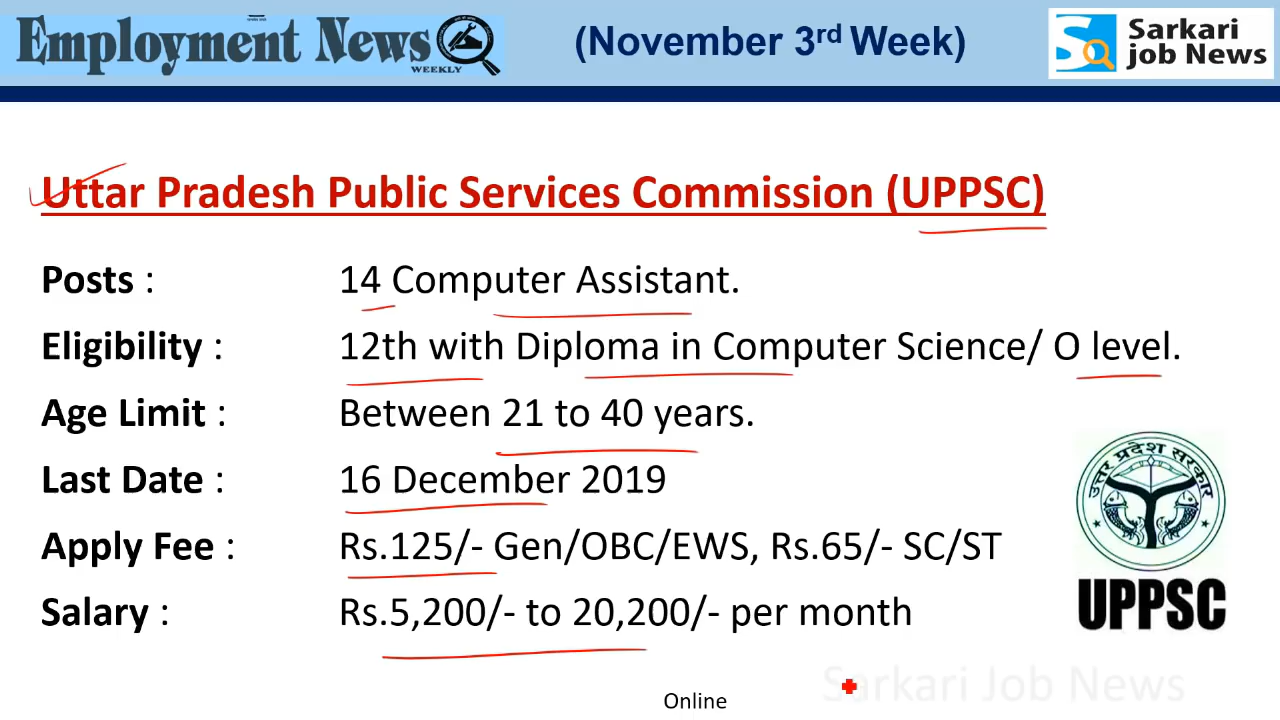 Employment News
WEEKLY
(November 3rd Week)
Sarkari
job News
Uttar Pradesh Public Services Commission (UPPSC)
Posts : 14 Computer Assistant.
Eligibility : 12th with Diploma in Computer Science/ O level.
Age Limit : Between 21 to 40 years.
Last Date : 16 December 2019
Apply Fee : Rs.125/- Gen/OBC/EWS, Rs.65/- SC/ST
Salary : Rs.5,200/- to 20,200/- per month
उत्तर प्रदेश सरकार
UPPSC
Sarkari Job News
Online